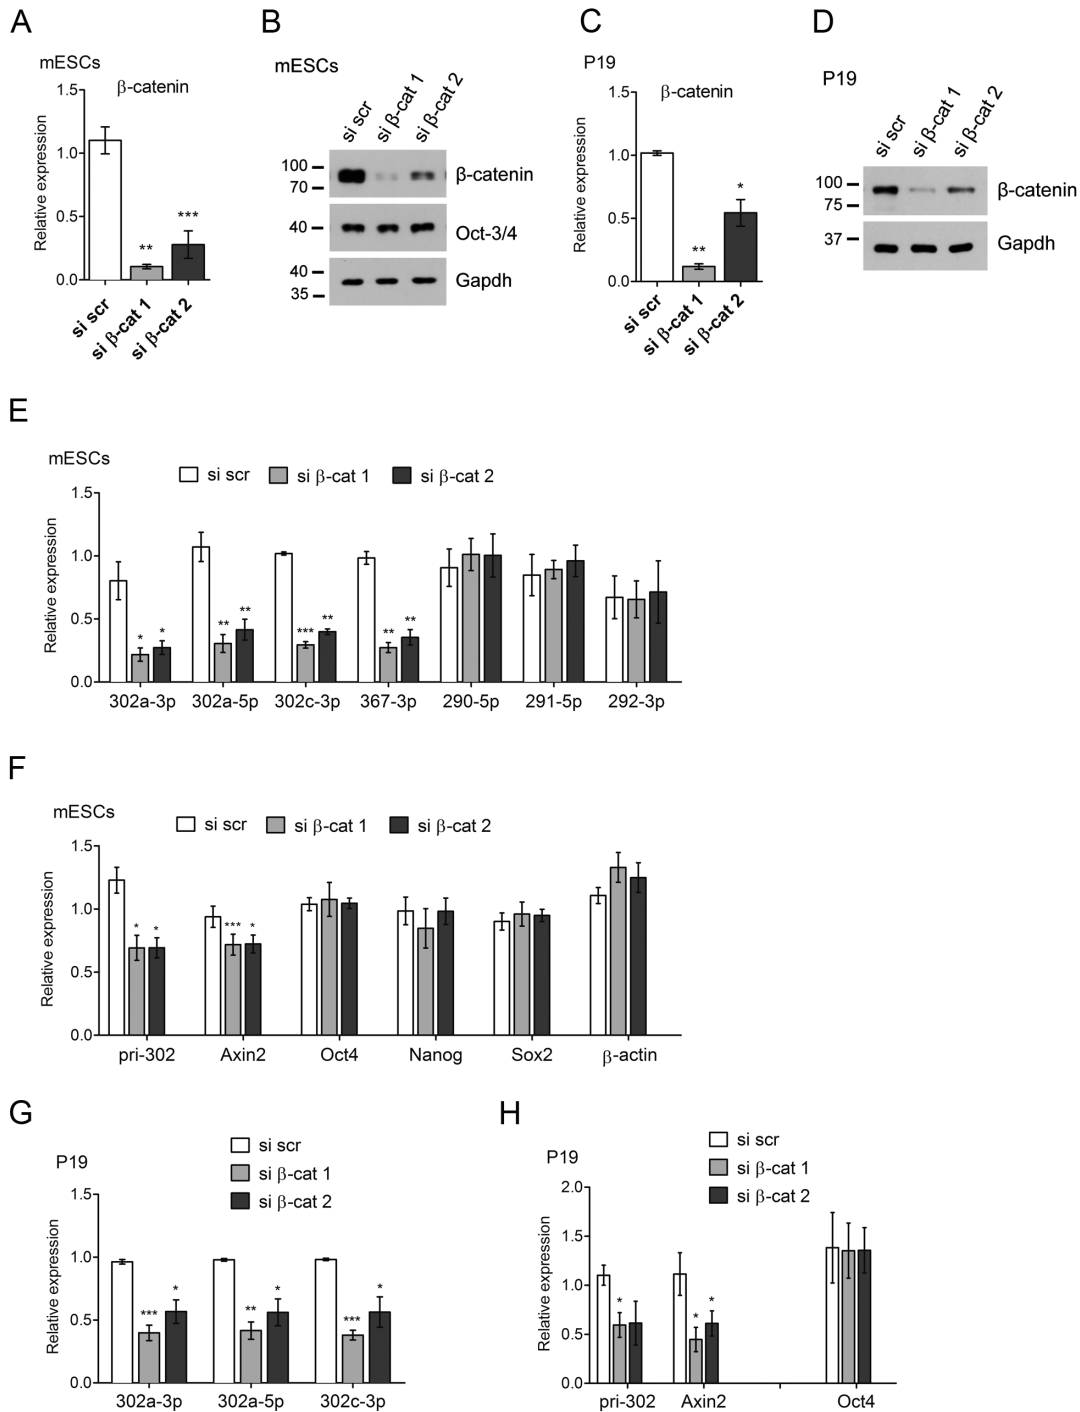 A
mESCs
β-catenin
Relative expression
1.5
1.0
0.5
0.0
**
***
si scr
si β-cat 1
si β-cat 2
B
mESCs
si scr
si β-cat 1
si β-cat 2
100
70
β-catenin
40
Oct-3/4
40
35
Gapdh
C
P19
β-catenin
Relative expression
1.5
1.0
0.5
0.0
**
*
si scr
si β-cat 1
si β-cat 2
D
P19
si scr
si β-cat 1
si β-cat 2
100
75
β-catenin
37
Gapdh
E
mESCs
si scr
si β-cat 1
si β-cat 2
Relative expression
1.5
1.0
0.5
0.0
* * ** ** *** ** ** **
302a-3p 302a-5p 302c-3p 367-3p 290-5p 291-5p 292-3p
F
mESCs
si scr
si β-cat 1
si β-cat 2
Relative expression
1.5
1.0
0.5
0.0
* * *** *
pri-302 Axin2 Oct4 Nanog Sox2 β-actin
G
P19
si scr
si β-cat 1
si β-cat 2
Relative expression
1.5
1.0
0.5
0.0
*** * ** * *** *
302a-3p 302a-5p 302c-3p
H
P19
si scr
si β-cat 1
si β-cat 2
Relative expression
2.0
1.5
1.0
0.5
0.0
* * *
pri-302 Axin2 Oct4